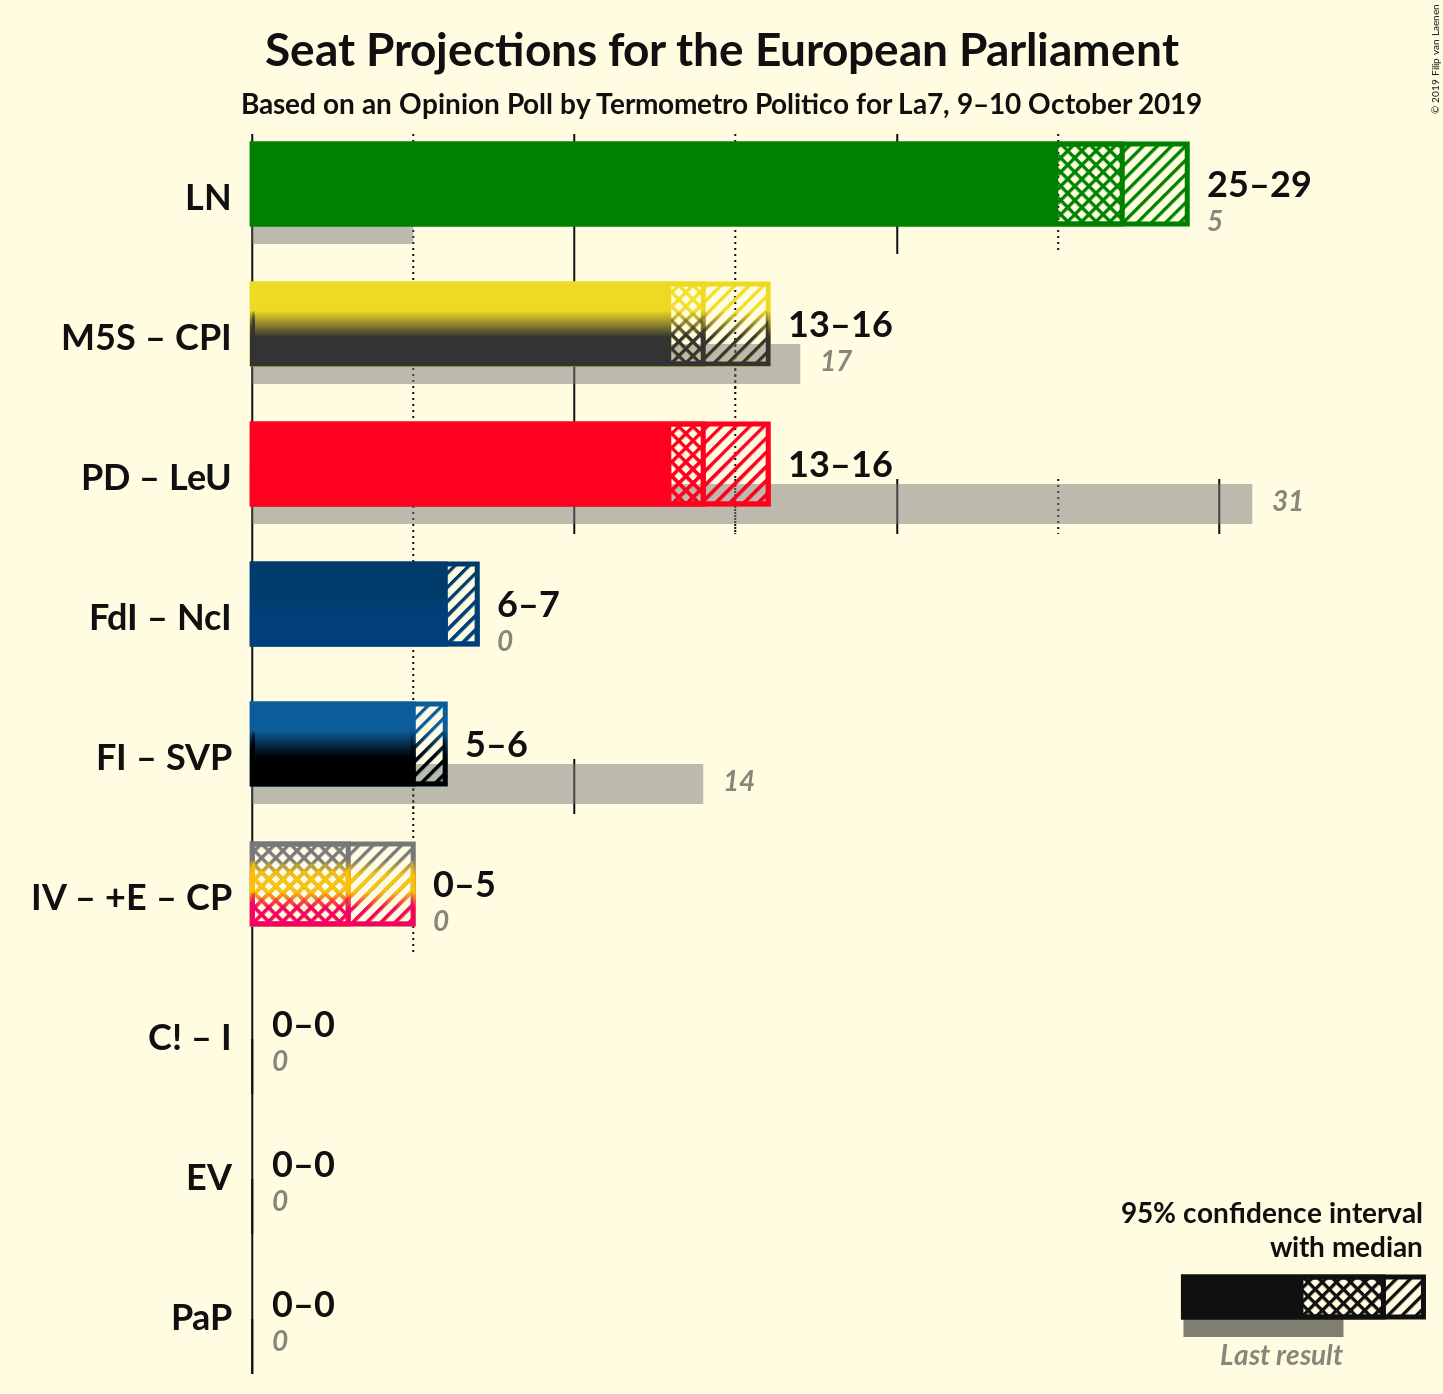 Seat Projections for the European Parliament
Based on an Opinion Poll by Termometro Politico for La7, 9–10 October 2019
© 2019 Filip van Laenen
LN
25–29
5
M5S – CPI
13–16
17
PD – LeU
13–16
31
FdI – NcI
6–7
0
FI – SVP
5–6
14
IV – +E – CP
0–5
0
C! – I
0–0
0
EV
0–0
0
PaP
0–0
0
95% confidence interval
with median
Last result